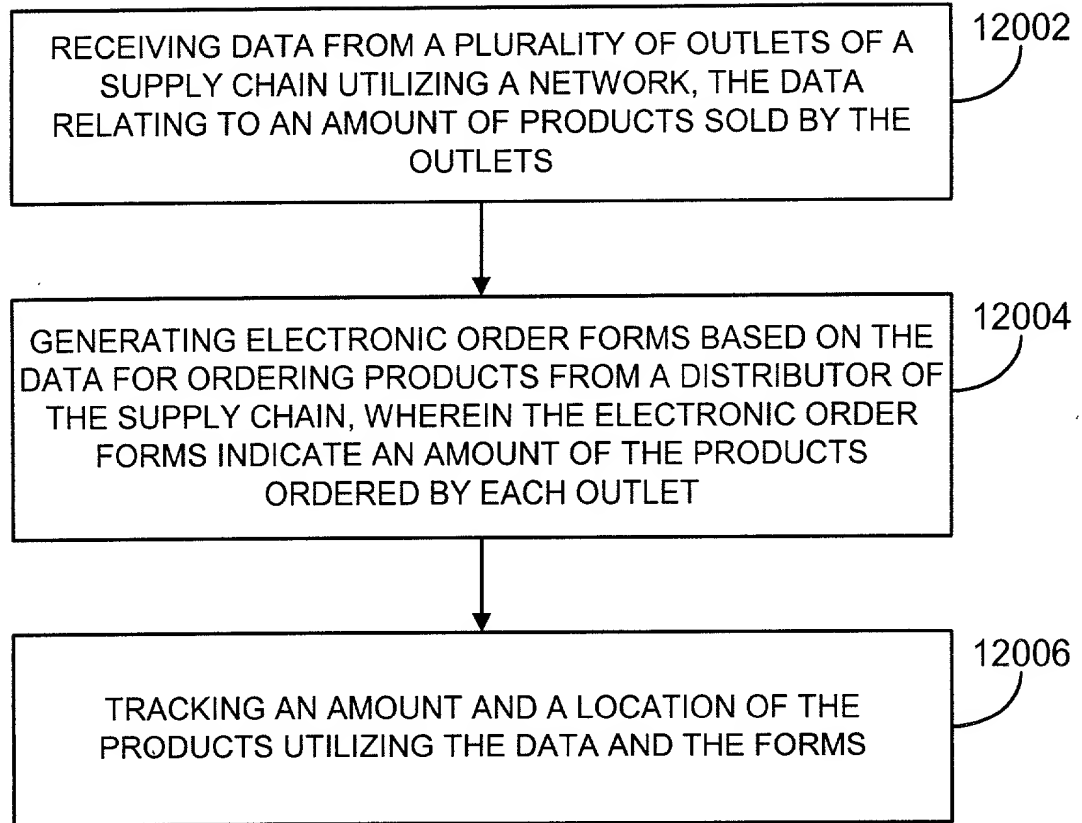 RECEIVING DATA FROM A PLURALITY OF OUTLETS OF A
SUPPLY CHAIN UTILIZING A NETWORK, THE DATA
RELATING TO AN AMOUNT OF PRODUCTS SOLD BY THE
OUTLETS
12002
GENERATING ELECTRONIC ORDER FORMS BASED ON THE
DATA FOR ORDERING PRODUCTS FROM A DISTRIBUTOR OF
THE SUPPLY CHAIN, WHEREIN THE ELECTRONIC ORDER
FORMS INDICATE AN AMOUNT OF THE PRODUCTS
ORDERED BY EACH OUTLET
12004
TRACKING AN AMOUNT AND A LOCATION OF THE
PRODUCTS UTILIZING THE DATA AND THE FORMS
12006